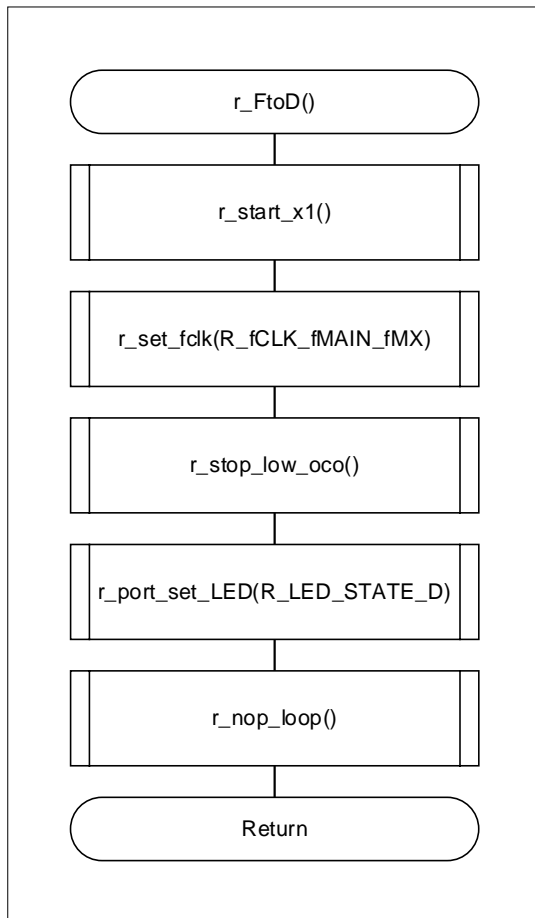 r_FtoD()
r_start_x1()
r_set_fclk(R_fCLK_fMAIN_fMX)
r_stop_low_oco()
r_port_set_LED(R_LED_STATE_D)
r_nop_loop()
Return